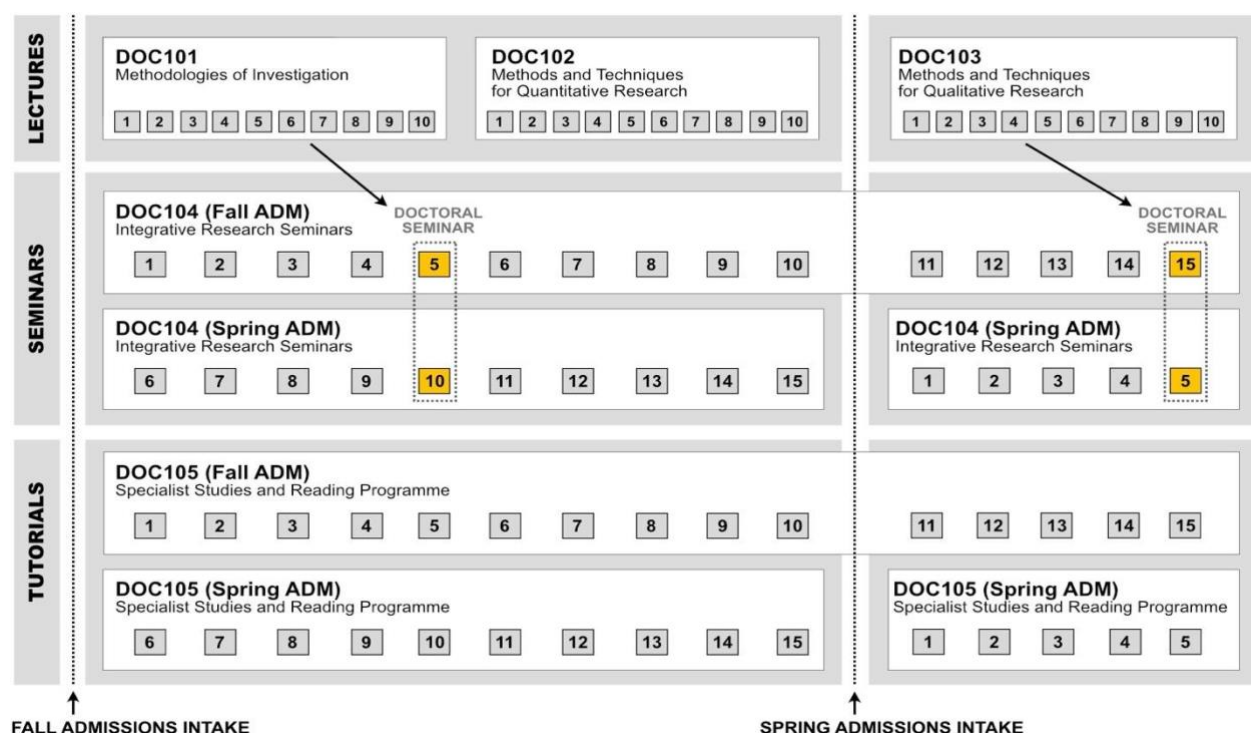 LECTURES
DOC101
Methodologies of Investigation
1 2 3 4 5 6 7 8 9 10
DOC102
Methods and Techniques
for Quantitative Research
1 2 3 4 5 6 7 8 9 10
DOC103
Methods and Techniques
for Qualitative Research
1 2 3 4 5 6 7 8 9 10
SEMINARS
DOC104 (Fall ADM)
Integrative Research Seminars
DOCTORAL
SEMINAR
DOCTORAL
SEMINAR
1 2 3 4 5 6 7 8 9 10 11 12 13 14 15
DOC104 (Spring ADM)
Integrative Research Seminars
6 7 8 9 10 11 12 13 14 15
DOC104 (Spring ADM)
Integrative Research Seminars
1 2 3 4 5
TUTORIALS
DOC105 (Fall ADM)
Specialist Studies and Reading Programme
1 2 3 4 5 6 7 8 9 10 11 12 13 14 15
DOC105 (Spring ADM)
Specialist Studies and Reading Programme
6 7 8 9 10 11 12 13 14 15
DOC105 (Spring ADM)
Specialist Studies and Reading Programme
1 2 3 4 5
FALL ADMISSIONS INTAKE
SPRING ADMISSIONS INTAKE